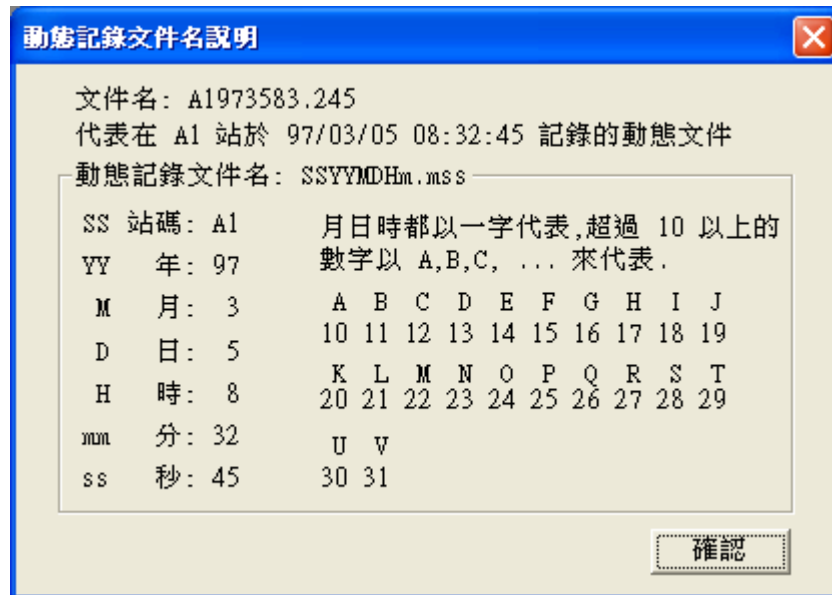 動態記錄文件名説明
文件名: A1973583.245
代表在 A1 站於 97/03/05 08:32:45 記錄的動態文件
動態記錄文件名: SSYYMDHm.mss
SS 站碼: A1
YY 年: 97
M 月: 3
D 日: 5
H 時: 8
mm 分: 32
ss 秒: 45
月日時都以一字代表,超過 10 以上的
數字以 A,B,C, ... 來代表.
A B C D E F G H I J
10 11 12 13 14 15 16 17 18 19
K L M N O P Q R S T
20 21 22 23 24 25 26 27 28 29
U V
30 31
確認